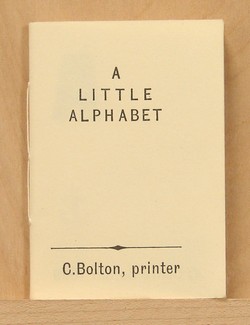 A
LITTLE
ALPHABET
C.Bolton, printer